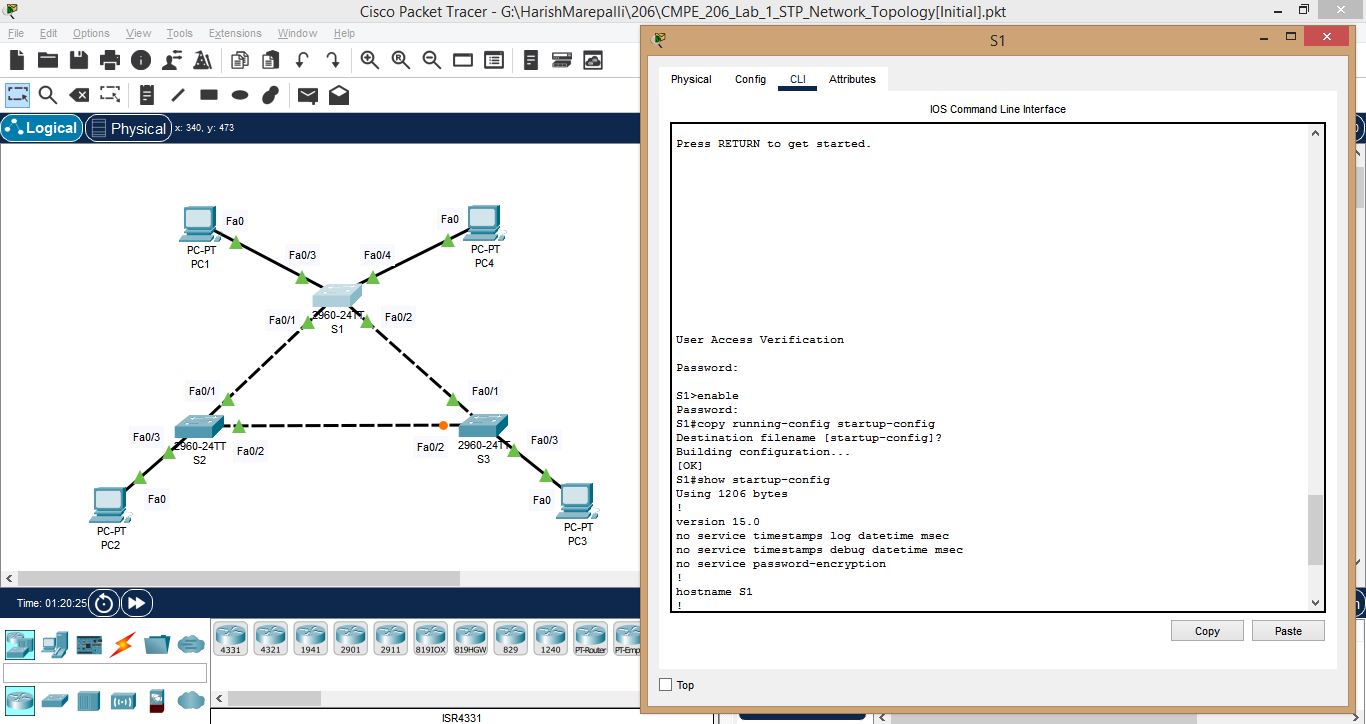 Cisco Packet Tracer - G:\HarishMarepalli\206\CMPE_206_Lab_1_STP_Network_Topology[Initial].pkt
File Edit Options View Tools Extensions Window Help
Logical Physical x: 340, y: 473
Fa0
PC-PT
PC1
Fa0
PC-PT
PC4
Fa0/3
Fa0/4
2960-24TT
S1
Fa0/1
Fa0/2
Fa0/1
Fa0/1
Fa0/3
2960-24TT
S2
Fa0/2
Fa0/2
2960-24TT
S3
Fa0/3
Fa0
PC-PT
PC2
Fa0
PC-PT
PC3
Time: 01:20:25
4331 4321 1941 2901 2911 819IOX 819HGW 829 1240 PT-Router PT-Emp
ISR4331
S1
Physical Config CLI Attributes
IOS Command Line Interface
Press RETURN to get started.
User Access Verification
Password:
S1>enable
Password:
S1#copy running-config startup-config
Destination filename [startup-config]?
Building configuration...
[OK]
S1#show startup-config
Using 1206 bytes
!
version 15.0
no service timestamps log datetime msec
no service timestamps debug datetime msec
no service password-encryption
!
hostname S1
!
Copy Paste
Top